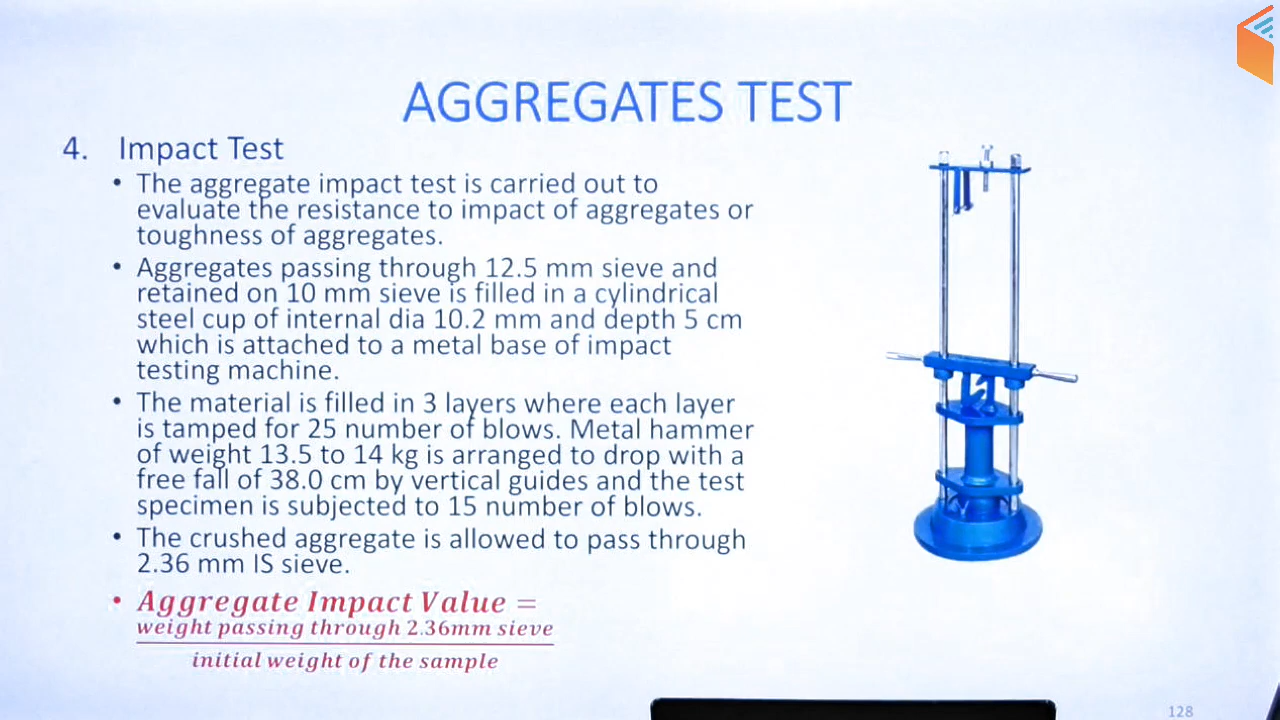 AGGREGATES TEST
4. Impact Test
• The aggregate impact test is carried out to
evaluate the resistance to impact of aggregates or
toughness of aggregates.
• Aggregates passing through 12.5 mm sieve and
retained on 10 mm sieve is filled in a cylindrical
steel cup of internal dia 10.2 mm and depth 5 cm
which is attached to a metal base of impact
testing machine.
• The material is filled in 3 layers where each layer
is tamped for 25 number of blows. Metal hammer
of weight 13.5 to 14 kg is arranged to drop with a
free fall of 38.0 cm by vertical guides and the test
specimen is subjected to 15 number of blows.
• The crushed aggregate is allowed to pass through
2.36 mm IS sieve.
• Aggregate Impact Value =
weight passing through 2.36mm sieve
initial weight of the sample
128